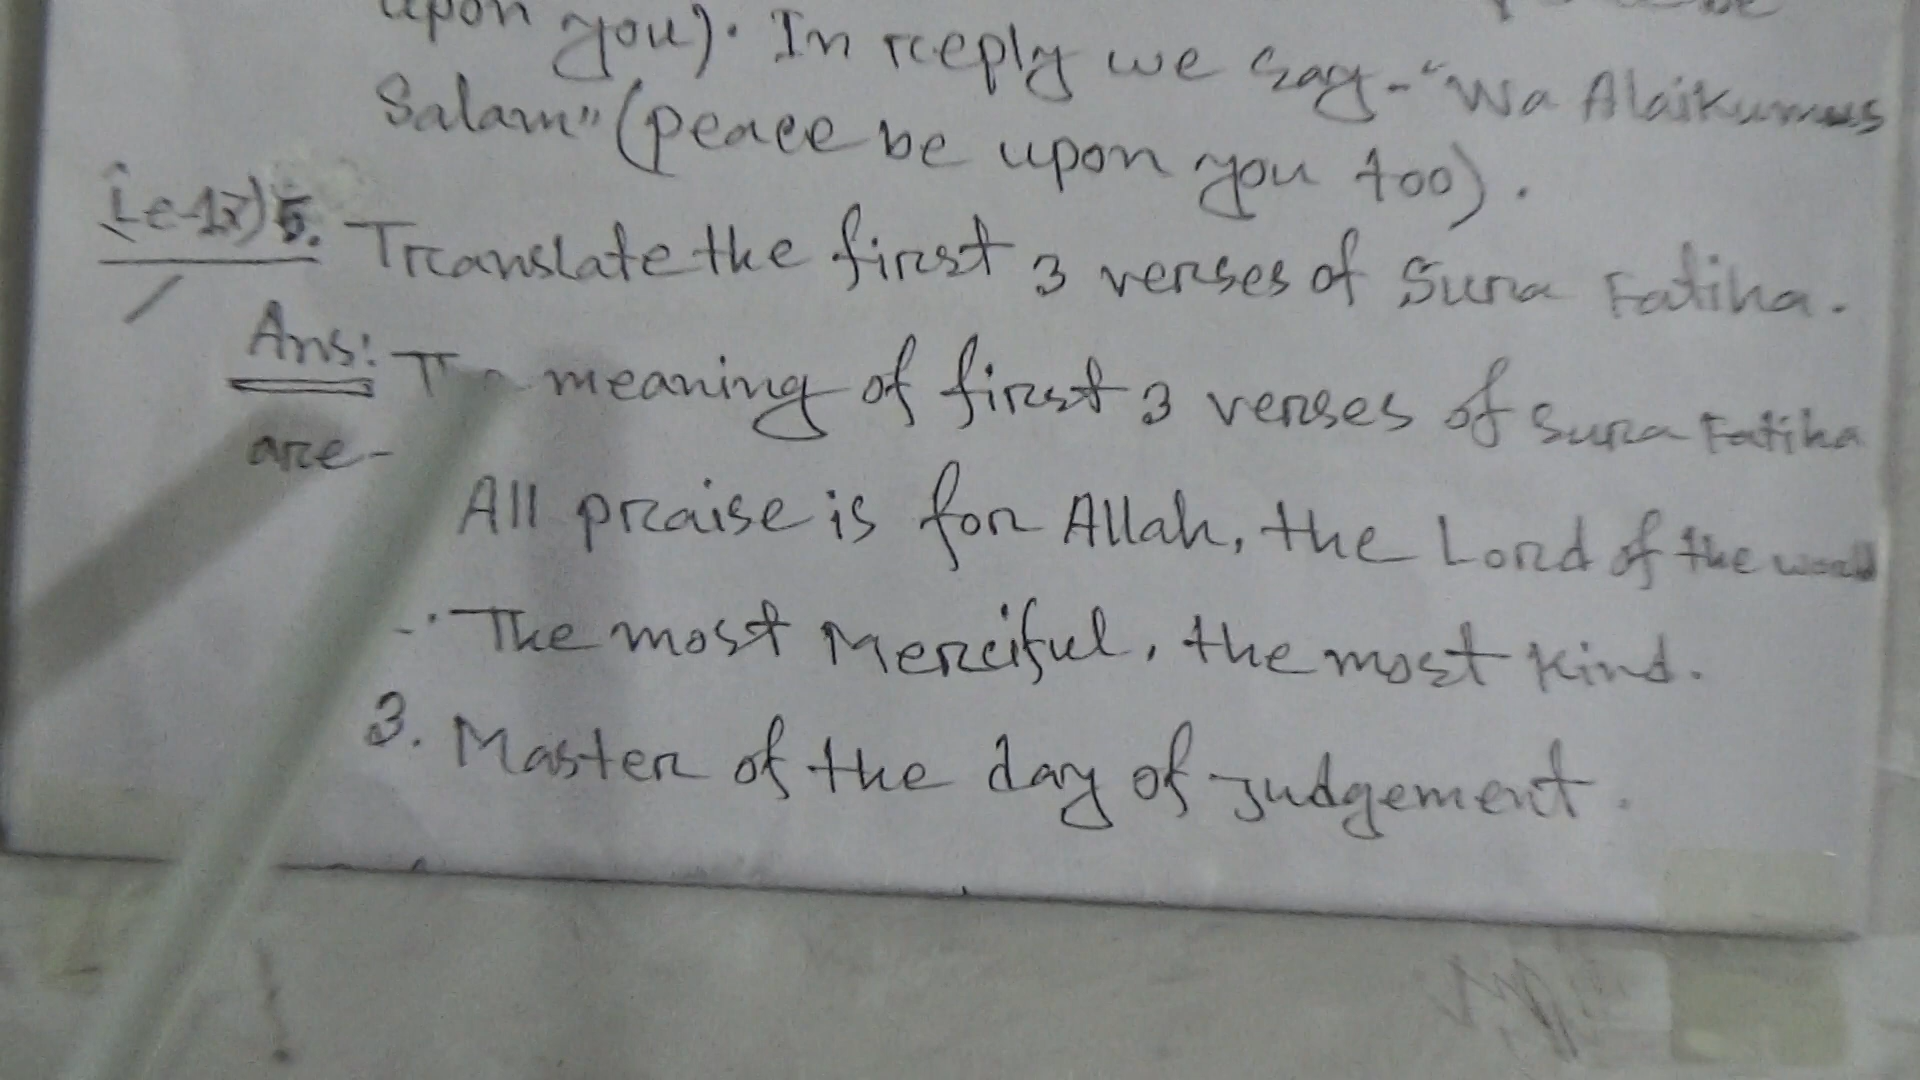 upon you). In reply we say-"Wa Alaikumus
Salam" (peace be upon you too).
5. Translate the first 3 verses of Sura Fatiha.
Ans: The meaning of first 3 verses of Sura Fatiha
are-
All praise is for Allah, the Lord of the world
The most Merciful, the most kind.
3. Master of the day of judgement.